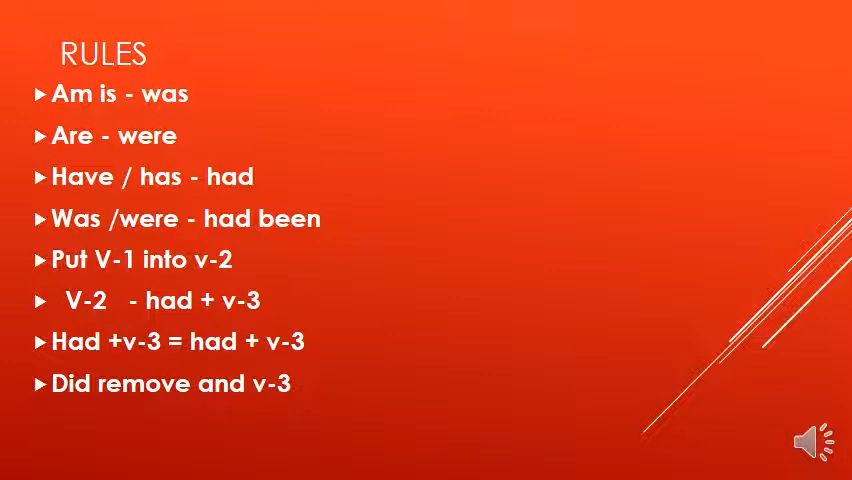 RULES
Am is - was
Are - were
Have / has - had
Was /were - had been
Put V-1 into v-2
V-2 - had + v-3
Had +v-3 = had + v-3
Did remove and v-3